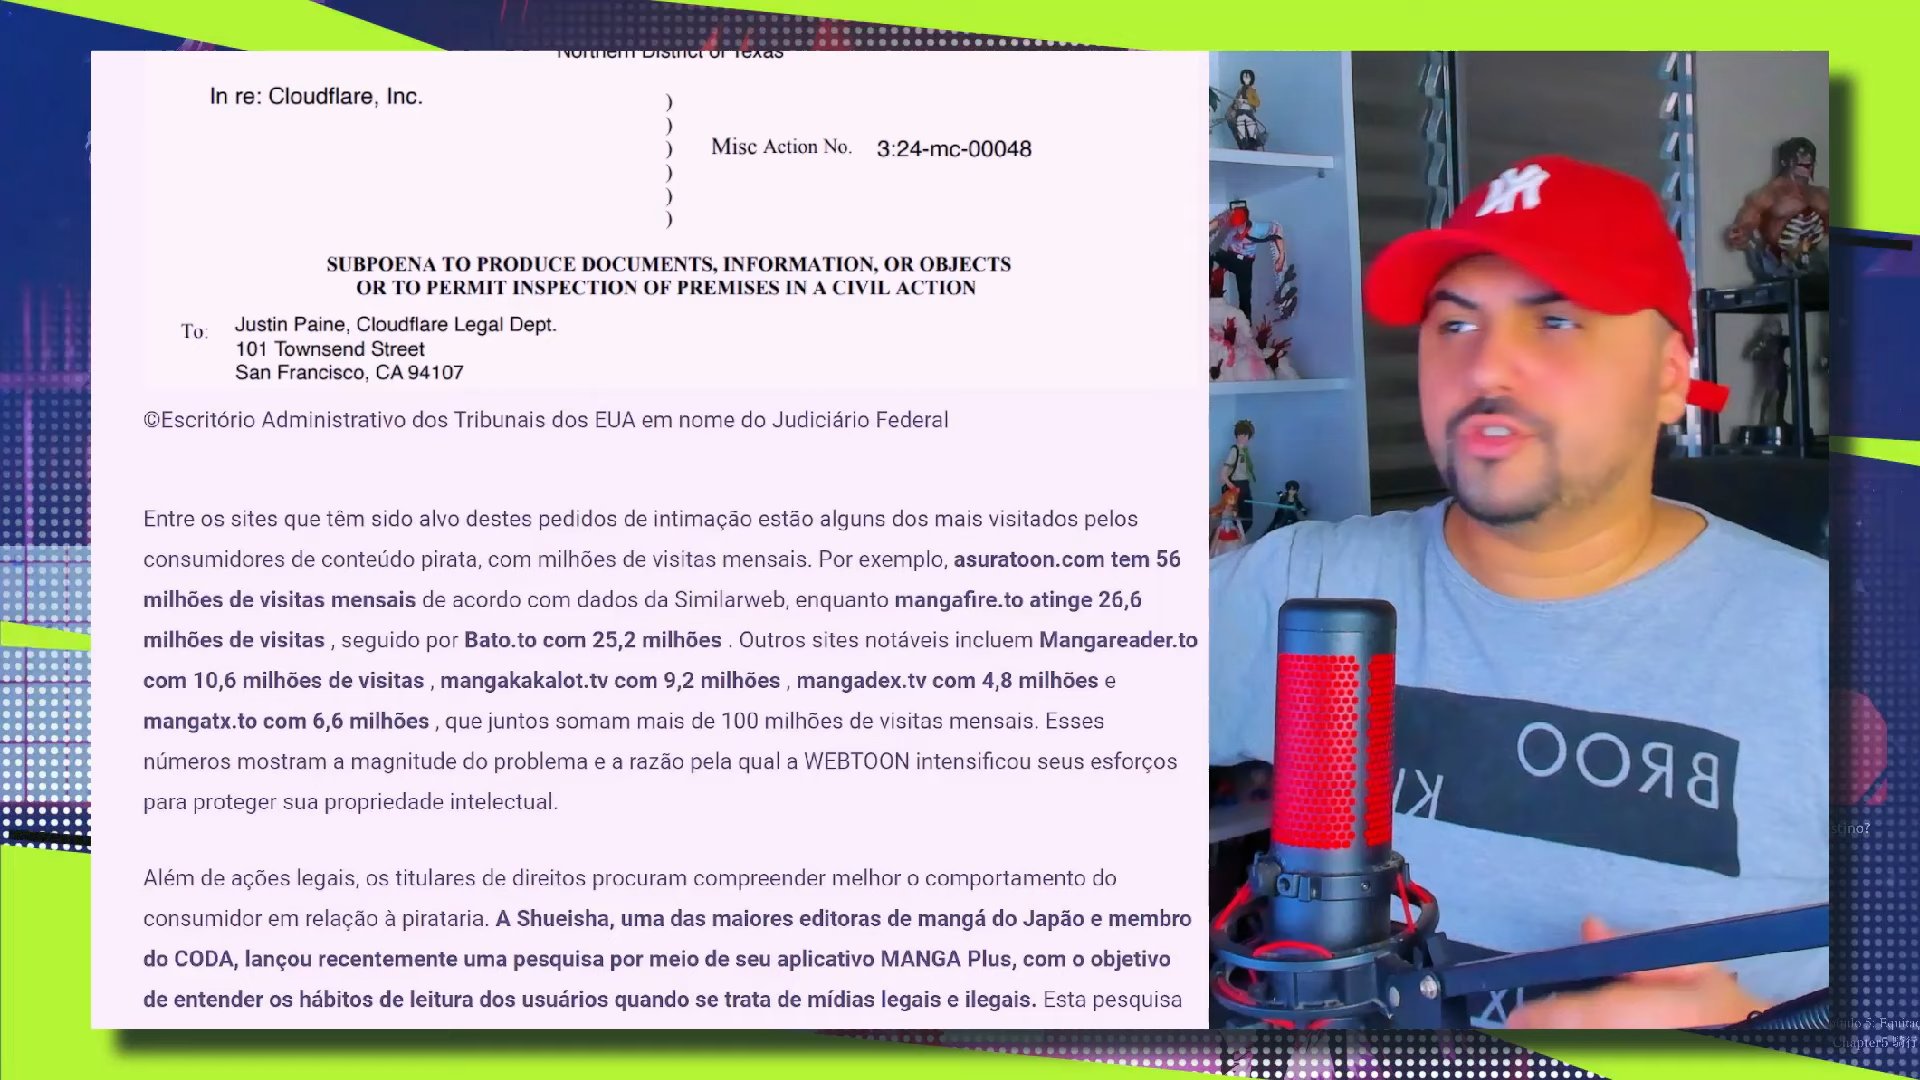 Northern District of Texas
In re: Cloudflare, Inc.
)
)
)
)
)
)
Misc Action No. 3:24-mc-00048
SUBPOENA TO PRODUCE DOCUMENTS, INFORMATION, OR OBJECTS
OR TO PERMIT INSPECTION OF PREMISES IN A CIVIL ACTION
To: Justin Paine, Cloudflare Legal Dept.
101 Townsend Street
San Francisco, CA 94107
©Escritório Administrativo dos Tribunais dos EUA em nome do Judiciário Federal
Entre os sites que têm sido alvo destes pedidos de intimação estão alguns dos mais visitados pelos
consumidores de conteúdo pirata, com milhões de visitas mensais. Por exemplo, asuratoon.com tem 56
milhões de visitas mensais de acordo com dados da Similarweb, enquanto mangafire.to atinge 26,6
milhões de visitas , seguido por Bato.to com 25,2 milhões . Outros sites notáveis incluem Mangareader.to
com 10,6 milhões de visitas , mangakakalot.tv com 9,2 milhões , mangadex.tv com 4,8 milhões e
mangatx.to com 6,6 milhões , que juntos somam mais de 100 milhões de visitas mensais. Esses
números mostram a magnitude do problema e a razão pela qual a WEBTOON intensificou seus esforços
para proteger sua propriedade intelectual.
Além de ações legais, os titulares de direitos procuram compreender melhor o comportamento do
consumidor em relação à pirataria. A Shueisha, uma das maiores editoras de mangá do Japão e membro
do CODA, lançou recentemente uma pesquisa por meio de seu aplicativo MANGA Plus, com o objetivo
de entender os hábitos de leitura dos usuários quando se trata de mídias legais e ilegais. Esta pesquisa
BROO
stino?
Chapter5 騎行